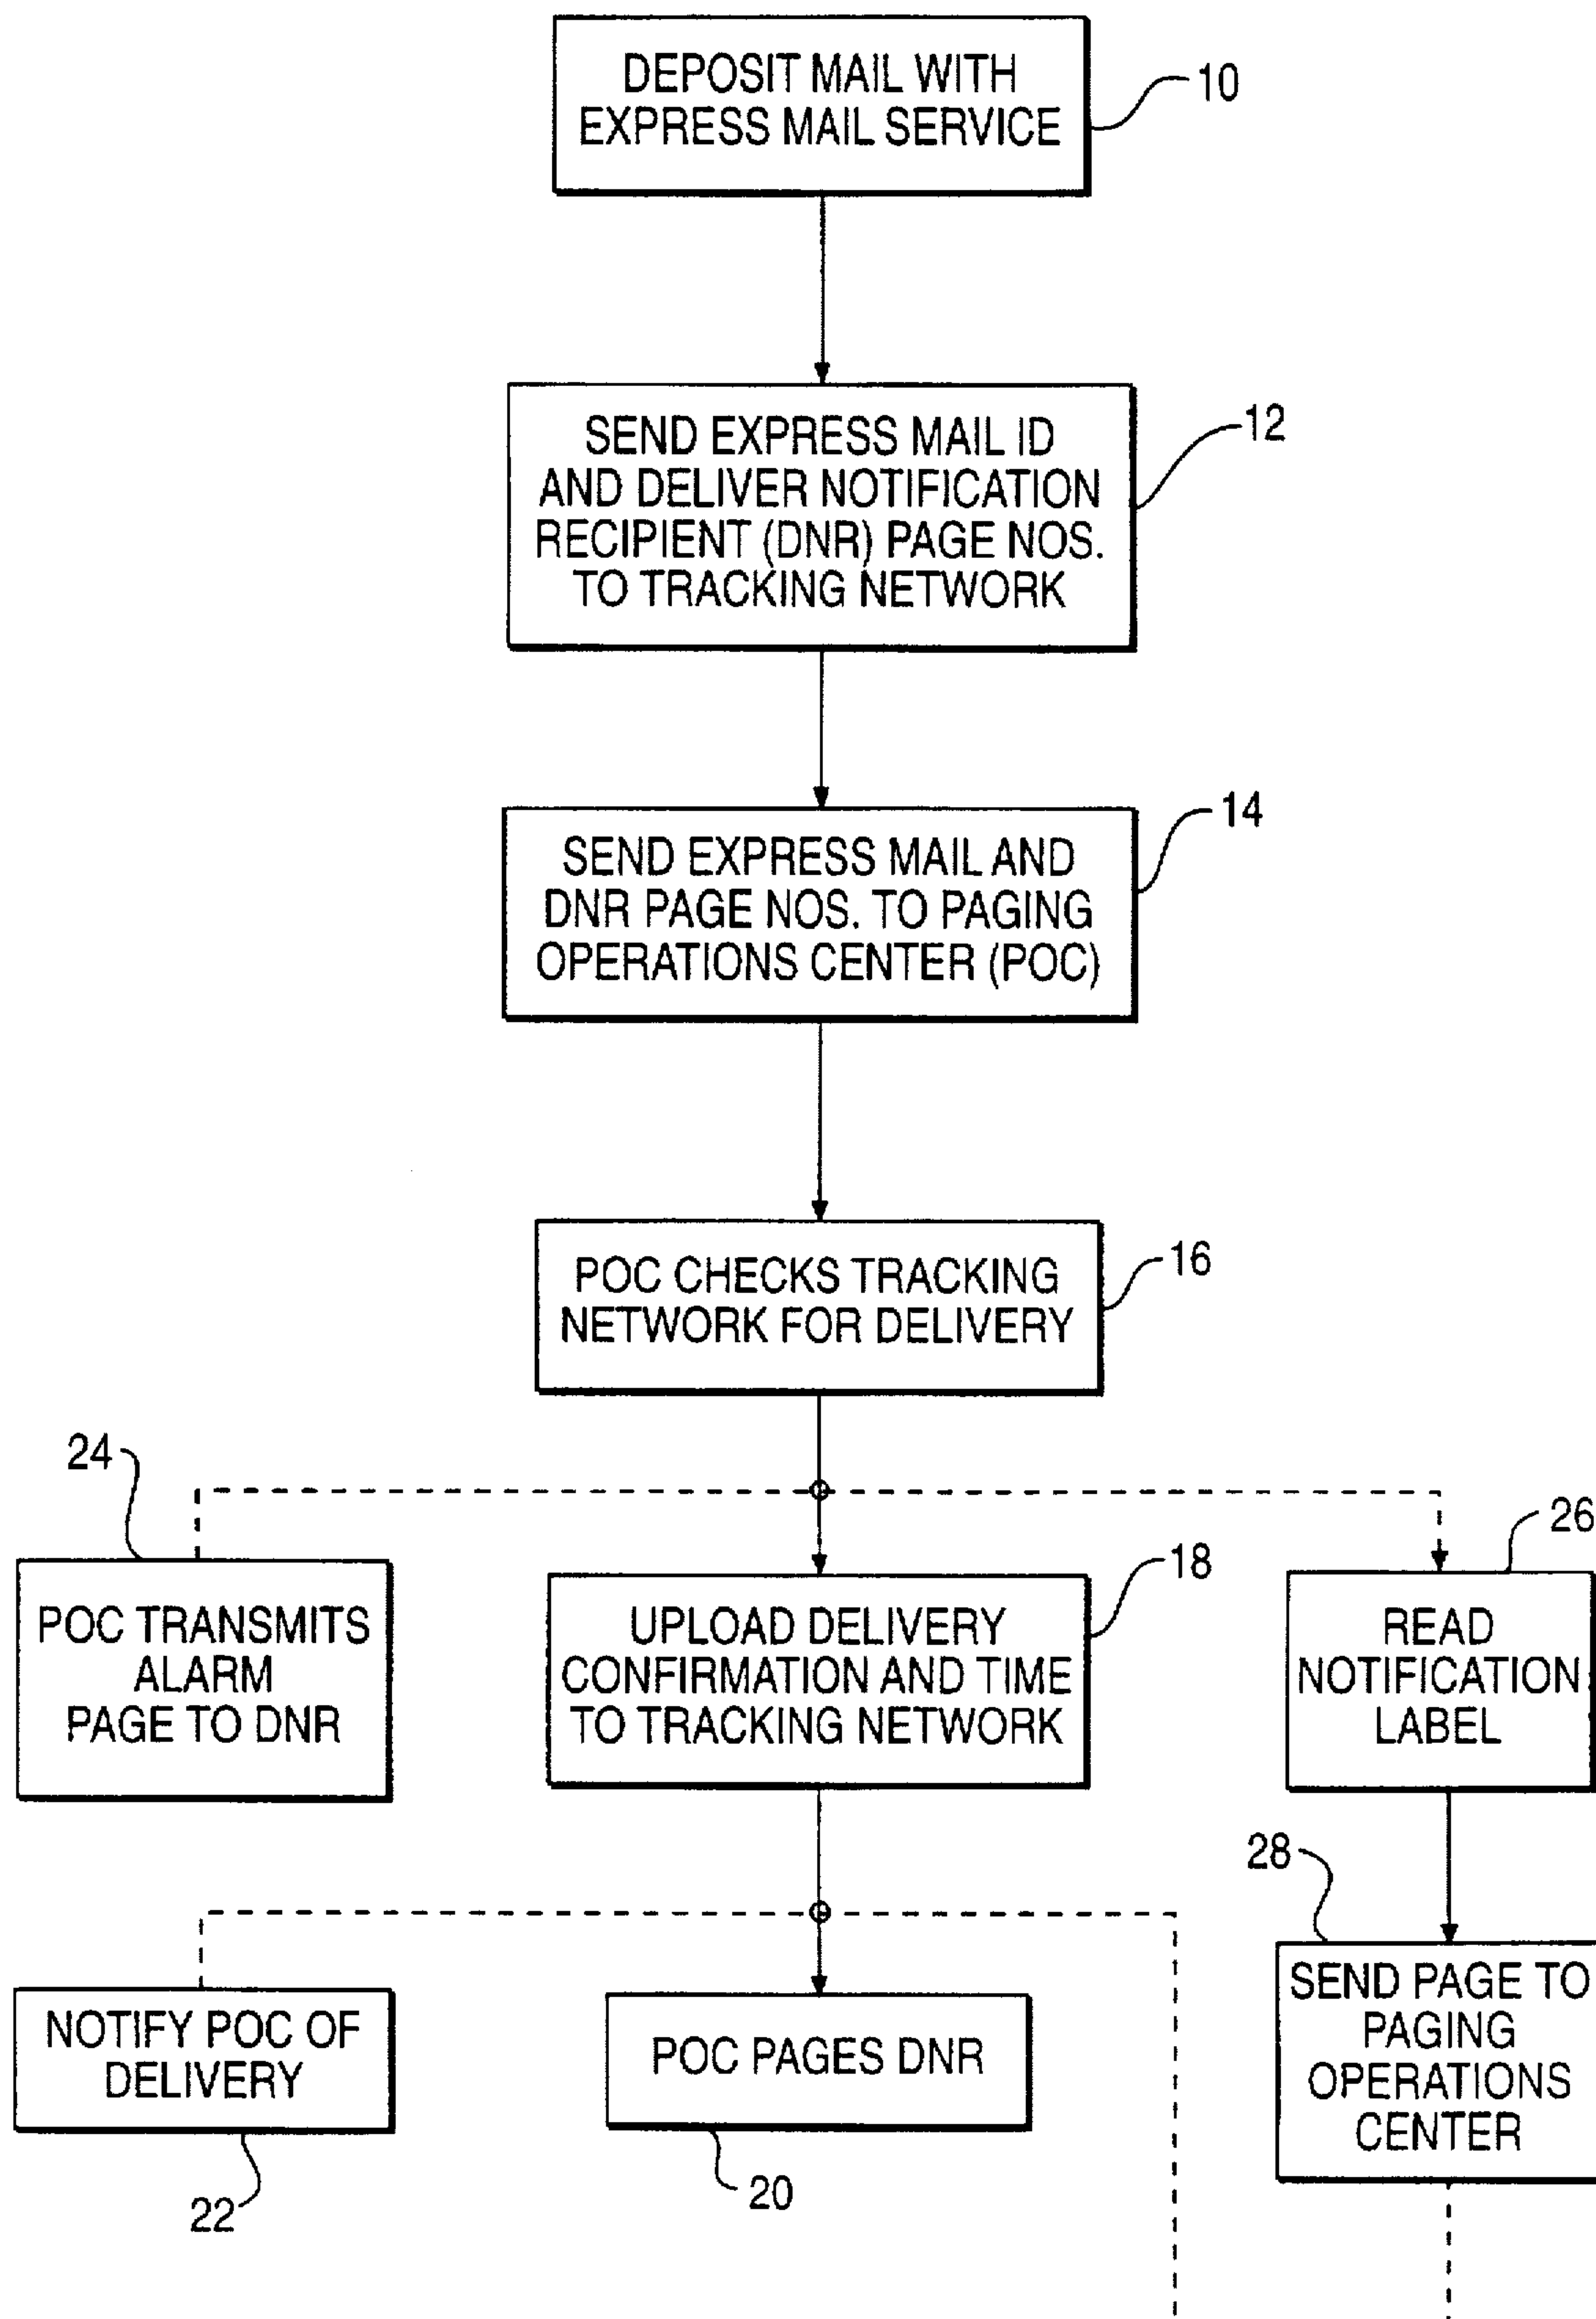 DEPOSIT MAIL WITH
EXPRESS MAIL SERVICE
10
SEND EXPRESS MAIL ID
AND DELIVER NOTIFICATION
RECIPIENT (DNR) PAGE NOS.
TO TRACKING NETWORK
12
SEND EXPRESS MAIL AND
DNR PAGE NOS. TO PAGING
OPERATIONS CENTER (POC)
14
POC CHECKS TRACKING
NETWORK FOR DELIVERY
16
24
POC TRANSMITS
ALARM
PAGE TO DNR
UPLOAD DELIVERY
CONFIRMATION AND TIME
TO TRACKING NETWORK
18
26
READ
NOTIFICATION
LABEL
NOTIFY POC OF
DELIVERY
22
POC PAGES DNR
20
28
SEND PAGE TO
PAGING
OPERATIONS
CENTER